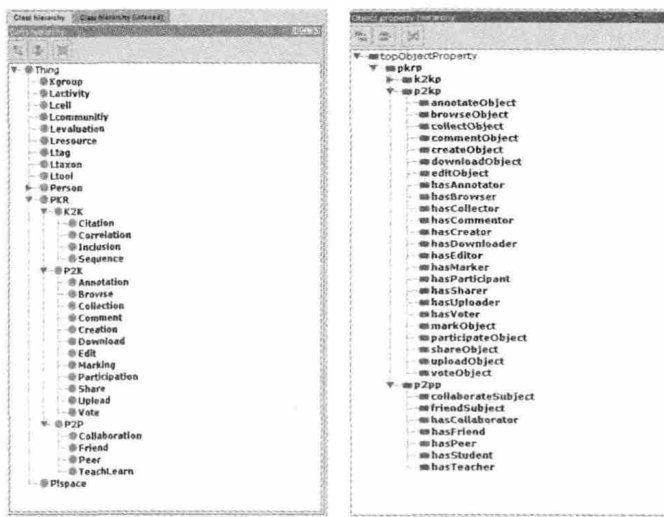 Class hierarchy
Class hierarchy (inferred)
Thing
Kgroup
Lactivity
Lcell
Lcommunitiy
Levaluation
Lresource
Ltag
Ltaxon
Ltool
Person
PKR
K2K
Citation
Correlation
Inclusion
Sequence
P2K
Annotation
Browse
Collection
Comment
Creation
Download
Edit
Marking
Participation
Share
Upload
Vote
P2P
Collaboration
Friend
Peer
TeachLearn
Plspace
Object property hierarchy
topObjectProperty
pkrp
k2kp
p2kp
annotateObject
browseObject
collectObject
commentObject
createObject
downloadObject
editObject
hasAnnotator
hasBrowser
hasCollector
hasCommentor
hasCreator
hasDownloader
hasEditor
hasMarker
hasParticipant
hasSharer
hasUploader
hasVoter
markObject
participateObject
shareObject
uploadObject
voteObject
p2pp
collaborateSubject
friendSubject
hasCollaborator
hasFriend
hasPeer
hasStudent
hasTeacher